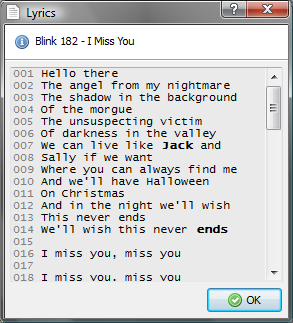 Lyrics
Blink 182 - I Miss You
001 Hello there
002 The angel from my nightmare
003 The shadow in the background
004 Of the morgue
005 The unsuspecting victim
006 Of darkness in the valley
007 We can live like Jack and
008 Sally if we want
009 Where you can always find me
010 And we'll have Halloween
011 On Christmas
012 And in the night we'll wish
013 This never ends
014 We'll wish this never ends
015
016 I miss you, miss you
017
018 I miss you, miss you
OK